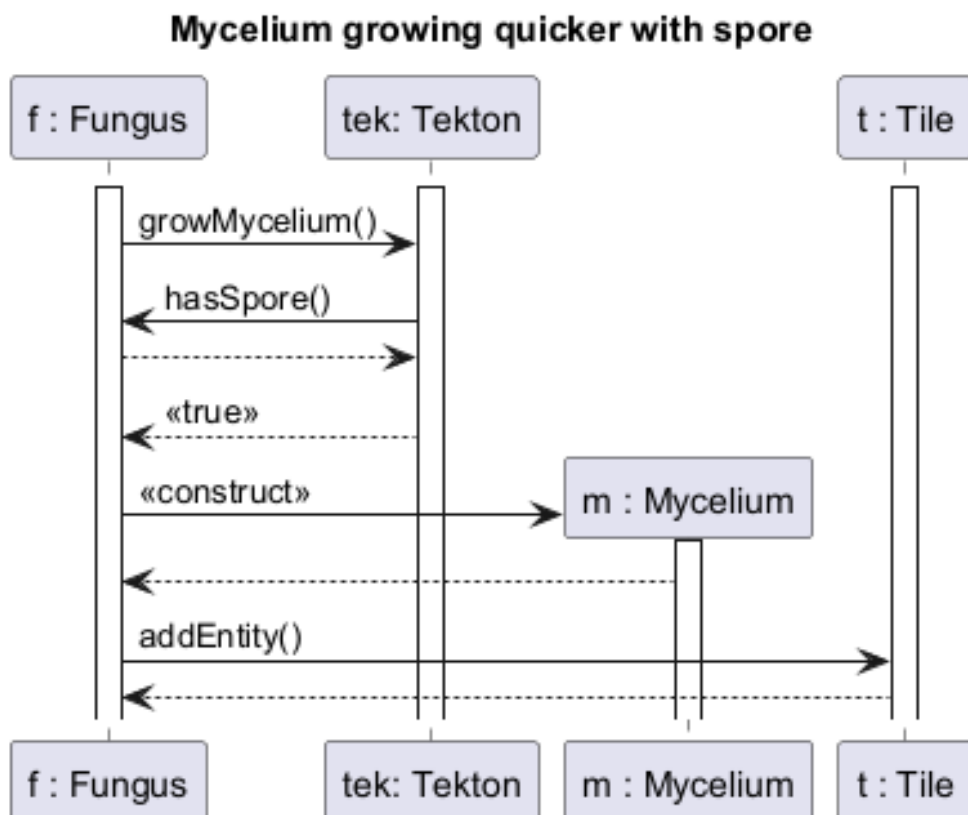 Mycelium growing quicker with spore
f : Fungus
tek: Tekton
t : Tile
growMycelium()
hasSpore()
«true»
«construct»
m : Mycelium
addEntity()
f : Fungus
tek: Tekton
m : Mycelium
t : Tile